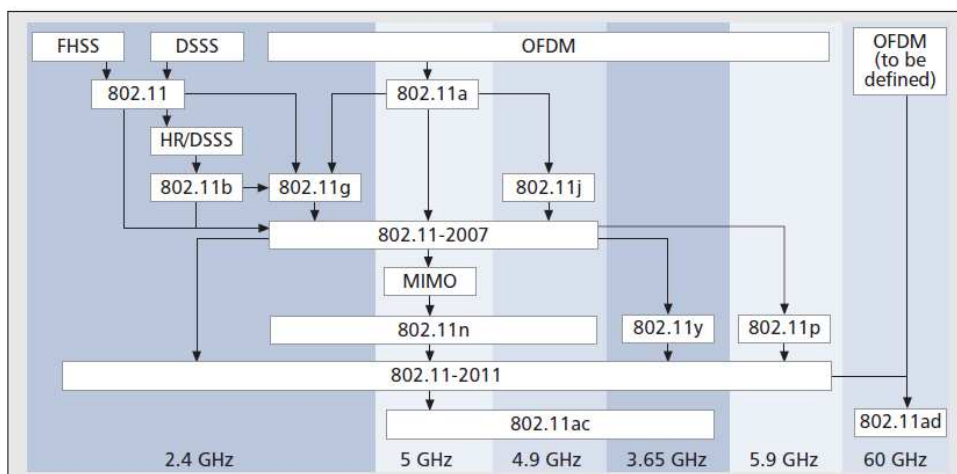 FHSS
DSSS
OFDM
OFDM
(to be
defined)
802.11
802.11a
HR/DSSS
802.11b
802.11g
802.11j
802.11-2007
MIMO
802.11n
802.11y
802.11p
802.11-2011
802.11ac
802.11ad
2.4 GHz
5 GHz
4.9 GHz
3.65 GHz
5.9 GHz
60 GHz